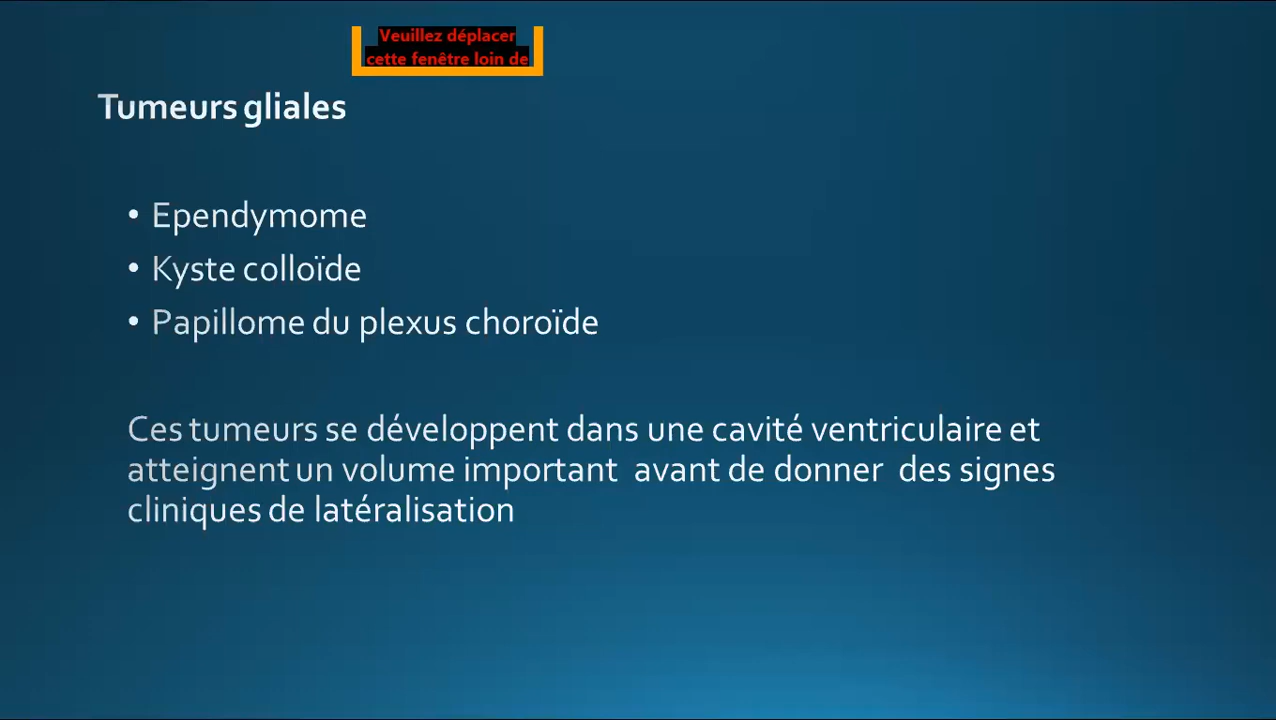 Veuillez déplacer
cette fenêtre loin de
Tumeurs gliales
• Ependymome
• Kyste colloïde
• Papillome du plexus choroïde
Ces tumeurs se développent dans une cavité ventriculaire et
atteignent un volume important avant de donner des signes
cliniques de latéralisation